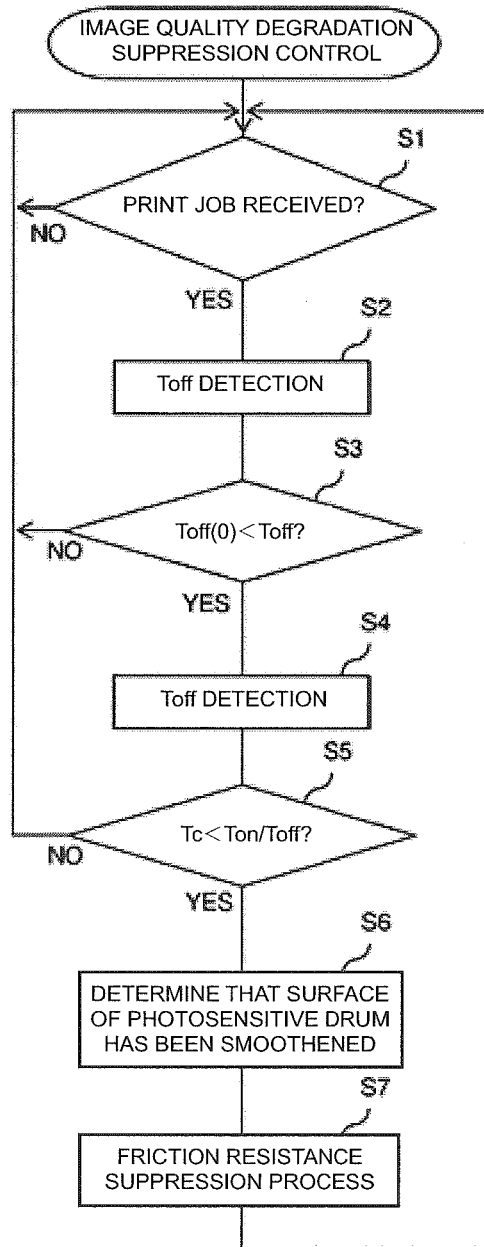 IMAGE QUALITY DEGRADATION
SUPPRESSION CONTROL
S1
PRINT JOB RECEIVED?
NO
YES
S2
Toff DETECTION
S3
Toff(0)<Toff?
NO
YES
S4
Toff DETECTION
S5
Tc<Ton/Toff?
NO
YES
S6
DETERMINE THAT SURFACE
OF PHOTOSENSITIVE DRUM
HAS BEEN SMOOTHENED
S7
FRICTION RESISTANCE
SUPPRESSION PROCESS